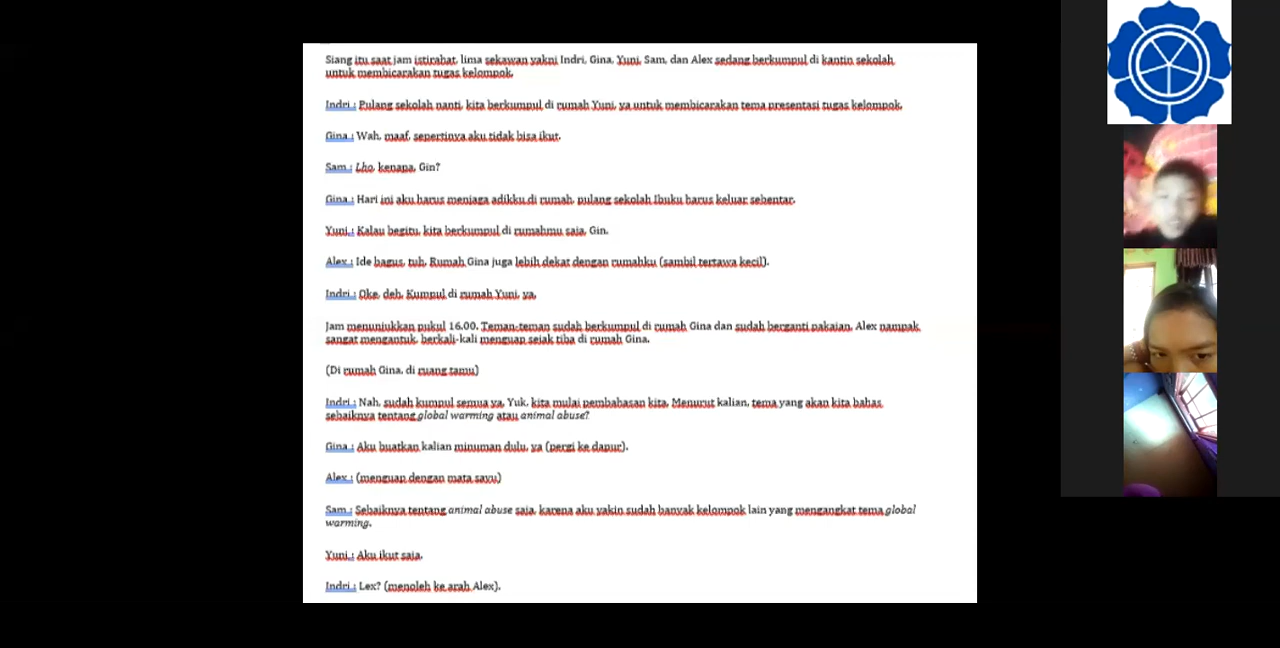 Siang itu saat jam istirahat, lima sekawan yakni Indri, Gina, Yuni, Sam, dan Alex sedang berkumpul di kantin sekolah
untuk membicarakan tugas kelompok.
Indri : Pulang sekolah nanti, kita berkumpul di rumah Yuni, ya untuk membicarakan tema presentasi tugas kelompok.
Gina : Wah, maaf, sepertinya aku tidak bisa ikut.
Sam : Lho, kenapa, Gin?
Gina : Hari ini aku harus menjaga adikku di rumah, pulang sekolah Ibuku harus keluar sebentar.
Yuni : Kalau begitu, kita berkumpul di rumahmu saja, Gin.
Alex : Ide bagus, tuh. Rumah Gina juga lebih dekat dengan rumahku (sambil tertawa kecil).
Indri : Oke, deh. Kumpul di rumah Yuni, ya.
Jam menunjukkan pukul 16.00. Teman-teman sudah berkumpul di rumah Gina dan sudah berganti pakaian. Alex nampak
sangat mengantuk, berkali-kali menguap sejak tiba di rumah Gina.
(Di rumah Gina, di ruang tamu)
Indri : Nah, sudah kumpul semua ya. Yuk, kita mulai pembahasan kita. Menurut kalian, tema yang akan kita bahas
sebaiknya tentang global warming atau animal abuse?
Gina : Aku buatkan kalian minuman dulu, ya (pergi ke dapur).
Alex : (menguap dengan mata sayu)
Sam : Sebaiknya tentang animal abuse saja, karena aku yakin sudah banyak kelompok lain yang mengangkat tema global
warming.
Yuni : Aku ikut saja.
Indri : Lex? (menoleh ke arah Alex).